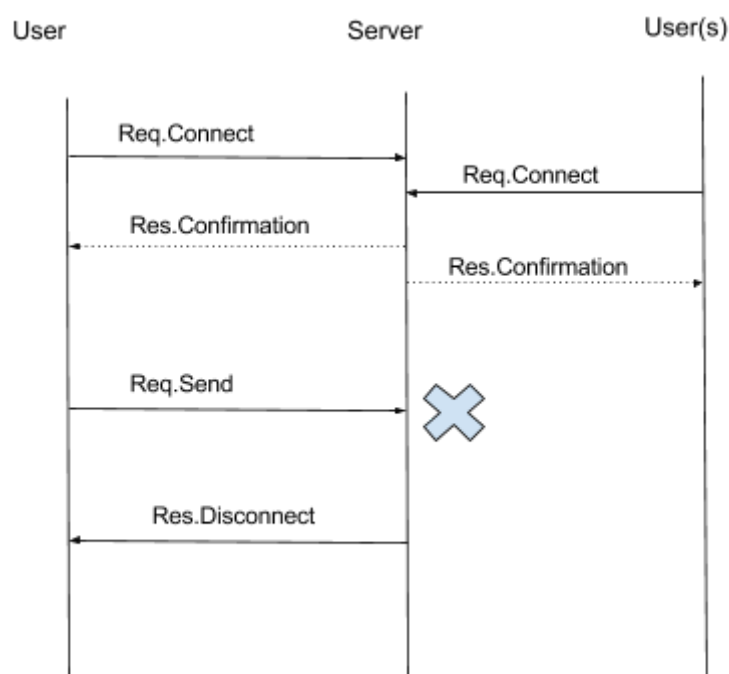 User
Server
User(s)
Req.Connect
Req.Connect
Res.Confirmation
Res.Confirmation
Req.Send
Res.Disconnect